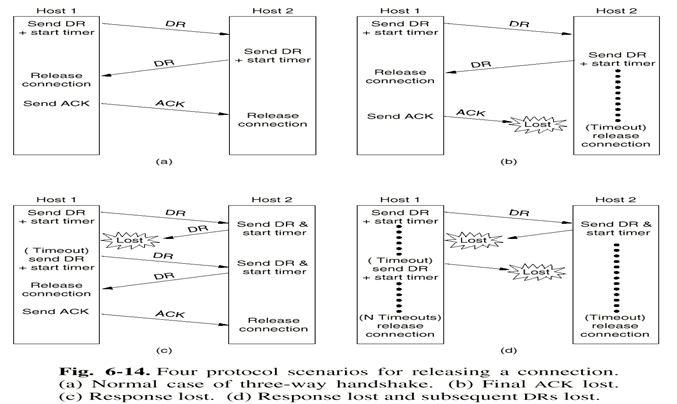 Host 1
Host 2
Send DR
+ start timer
DR
Send DR
+ start timer
DR
Release
connection
Send ACK
ACK
Release
connection
(a)
Host 1
Host 2
Send DR
+ start timer
DR
Send DR
+ start timer
DR
Release
connection
Send ACK
ACK
Lost
(Timeout)
release
connection
(b)
Host 1
Host 2
Send DR
+ start timer
DR
Send DR &
start timer
DR
Lost
( Timeout)
send DR
+ start timer
DR
Send DR &
start timer
DR
Release
connection
Send ACK
ACK
Release
connection
(c)
Host 1
Host 2
Send DR
+ start timer
DR
Send DR &
start timer
Lost
( Timeout)
send DR
+ start timer
Lost
(N Timeouts)
release
connection
(Timeout)
release
connection
(d)
Fig. 6-14. Four protocol scenarios for releasing a connection.
(a) Normal case of three-way handshake. (b) Final ACK lost.
(c) Response lost. (d) Response lost and subsequent DRs lost.